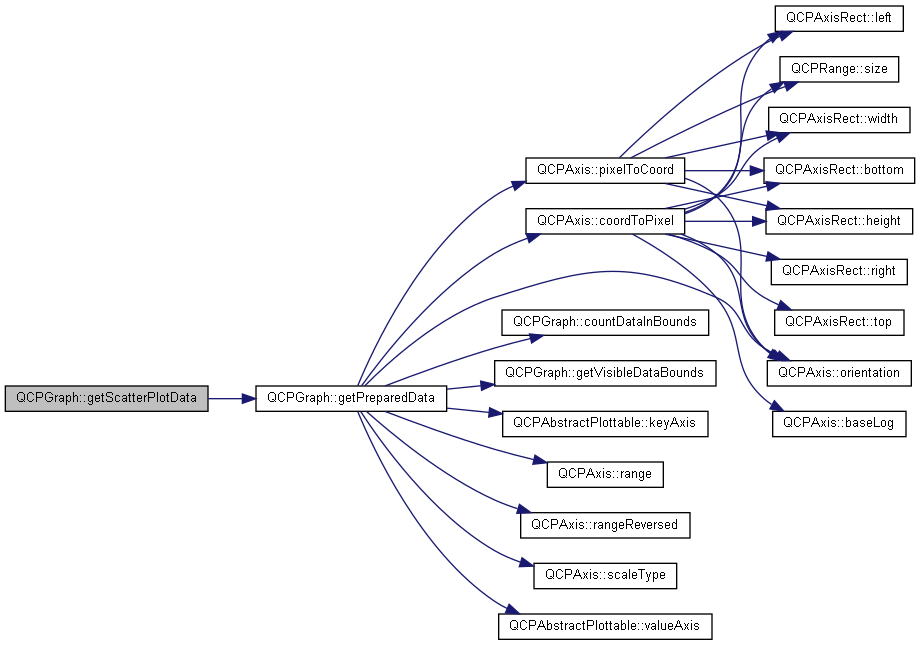 QCPAxisRect::left
QCPRange::size
QCPAxisRect::width
QCPAxis::pixelToCoord
QCPAxisRect::bottom
QCPAxis::coordToPixel
QCPAxisRect::height
QCPAxisRect::right
QCPGraph::countDataInBounds
QCPAxisRect::top
QCPGraph::getVisibleDataBounds
QCPAxis::orientation
QCPGraph::getScatterPlotData
QCPGraph::getPreparedData
QCPAbstractPlottable::keyAxis
QCPAxis::baseLog
QCPAxis::range
QCPAxis::rangeReversed
QCPAxis::scaleType
QCPAbstractPlottable::valueAxis